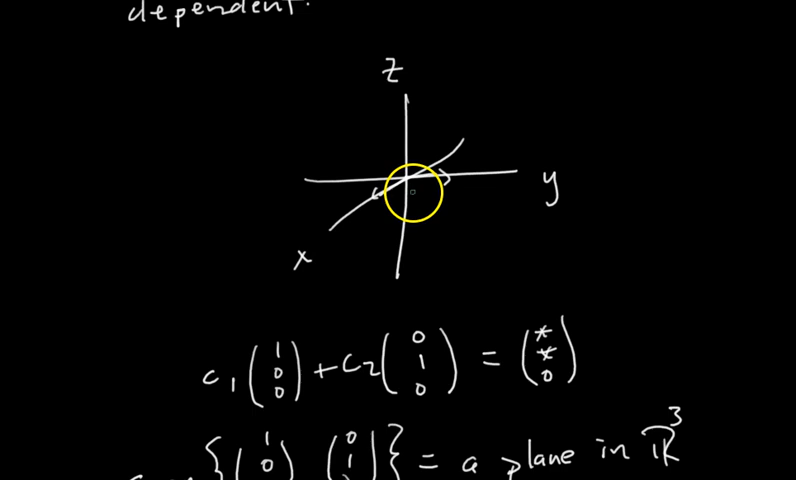 dependent.
z
y
x
c₁(1 0 0) + c₂(0 1 0) = (* * 0)
{(1 0) (0 1)} = a plane in ℝ³